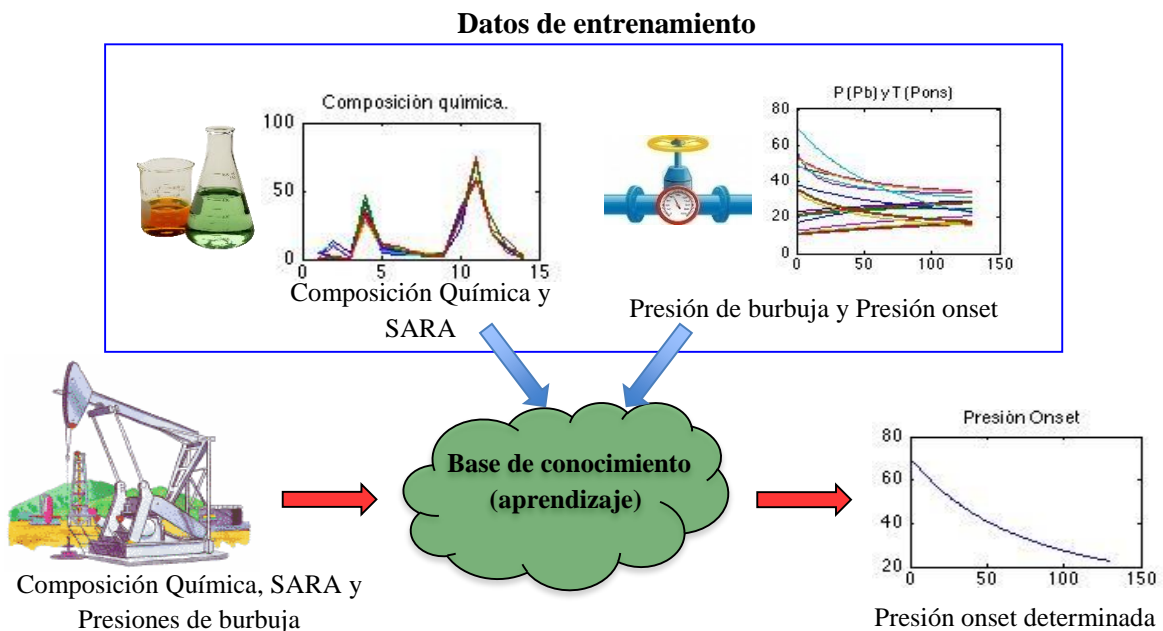 Datos de entrenamiento
Composición química.
100
50
0
0
5
10
15
Composición Química y
SARA
P (Pb) y T (Pons)
80
60
40
20
0
0
50
100
150
Presión de burbuja y Presión onset
Base de conocimiento
(aprendizaje)
Composición Química, SARA y
Presiones de burbuja
Presión Onset
80
60
40
20
0
50
100
150
Presión onset determinada